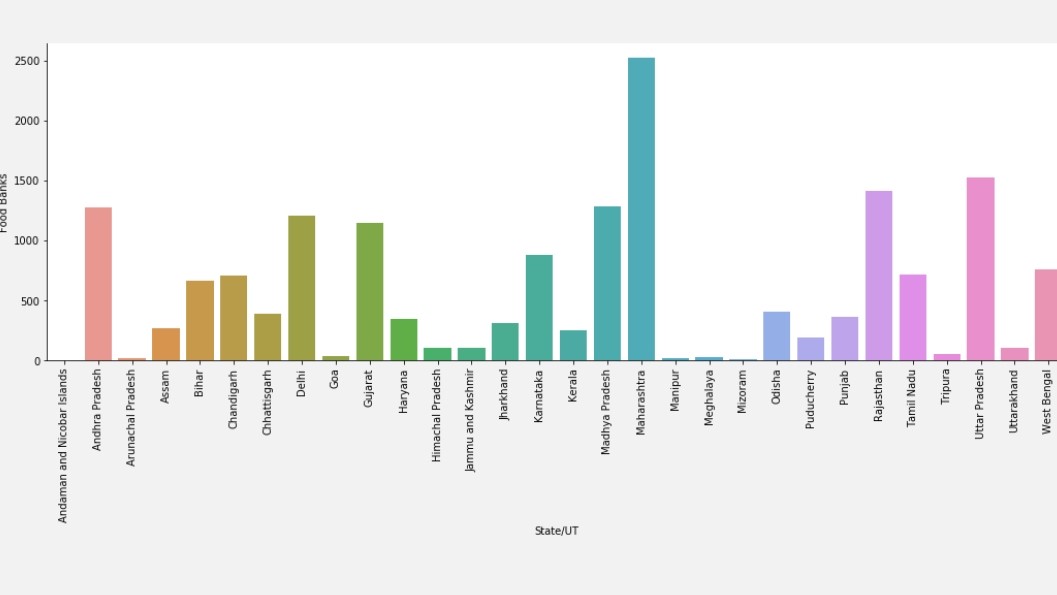 Food Banks
2500
2000
1500
1000
500
0
Andaman and Nicobar Islands
Andhra Pradesh
Arunachal Pradesh
Assam
Bihar
Chandigarh
Chhattisgarh
Delhi
Goa
Gujarat
Haryana
Himachal Pradesh
Jammu and Kashmir
Jharkhand
Karnataka
Kerala
Madhya Pradesh
Maharashtra
Manipur
Meghalaya
Mizoram
Odisha
Puducherry
Punjab
Rajasthan
Tamil Nadu
Tripura
Uttar Pradesh
Uttarakhand
West Bengal
State/UT